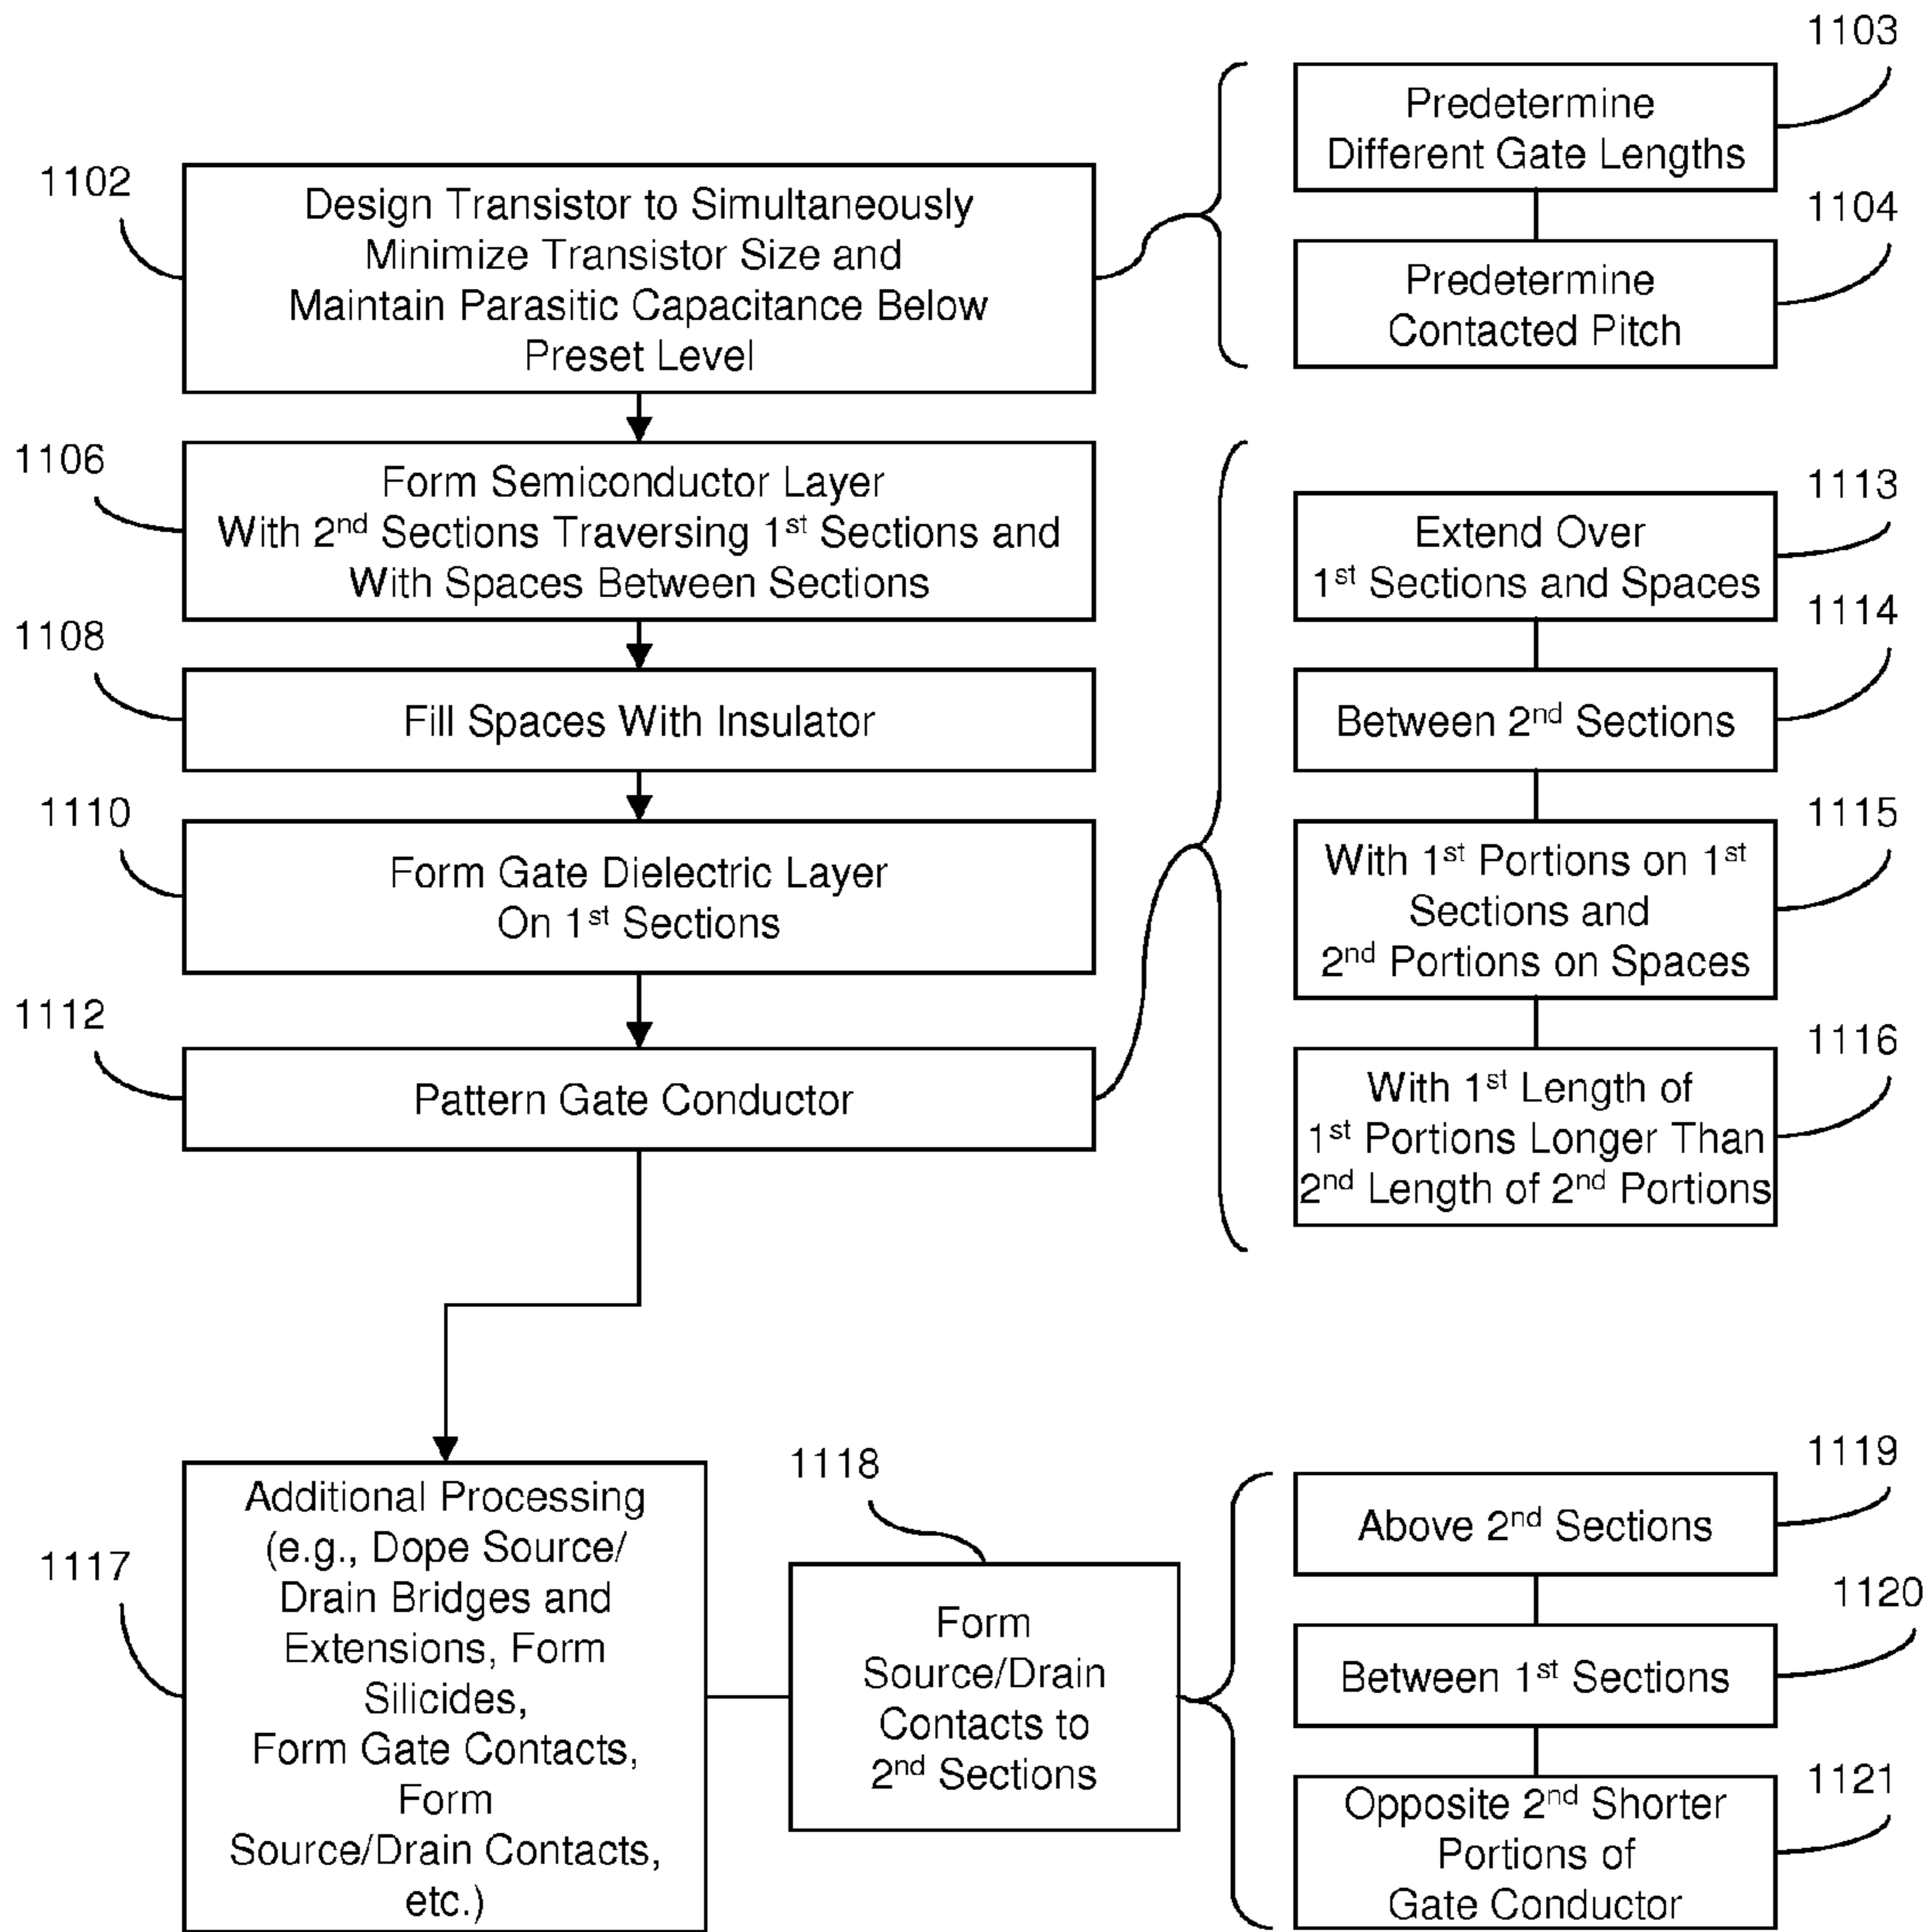 1103
Predetermine
Different Gate Lengths
1102
Design Transistor to Simultaneously
Minimize Transistor Size and
Maintain Parasitic Capacitance Below
Preset Level
1104
Predetermine
Contacted Pitch
1106
Form Semiconductor Layer
With 2nd Sections Traversing 1st Sections and
With Spaces Between Sections
1113
Extend Over
1st Sections and Spaces
1108
Fill Spaces With Insulator
1114
Between 2nd Sections
1110
Form Gate Dielectric Layer
On 1st Sections
1115
With 1st Portions on 1st
Sections and
2nd Portions on Spaces
1112
Pattern Gate Conductor
1116
With 1st Length of
1st Portions Longer Than
2nd Length of 2nd Portions
1117
Additional Processing
(e.g., Dope Source/
Drain Bridges and
Extensions, Form
Silicides,
Form Gate Contacts,
Form
Source/Drain Contacts,
etc.)
1118
Form
Source/Drain
Contacts to
2nd Sections
1119
Above 2nd Sections
1120
Between 1st Sections
1121
Opposite 2nd Shorter
Portions of
Gate Conductor